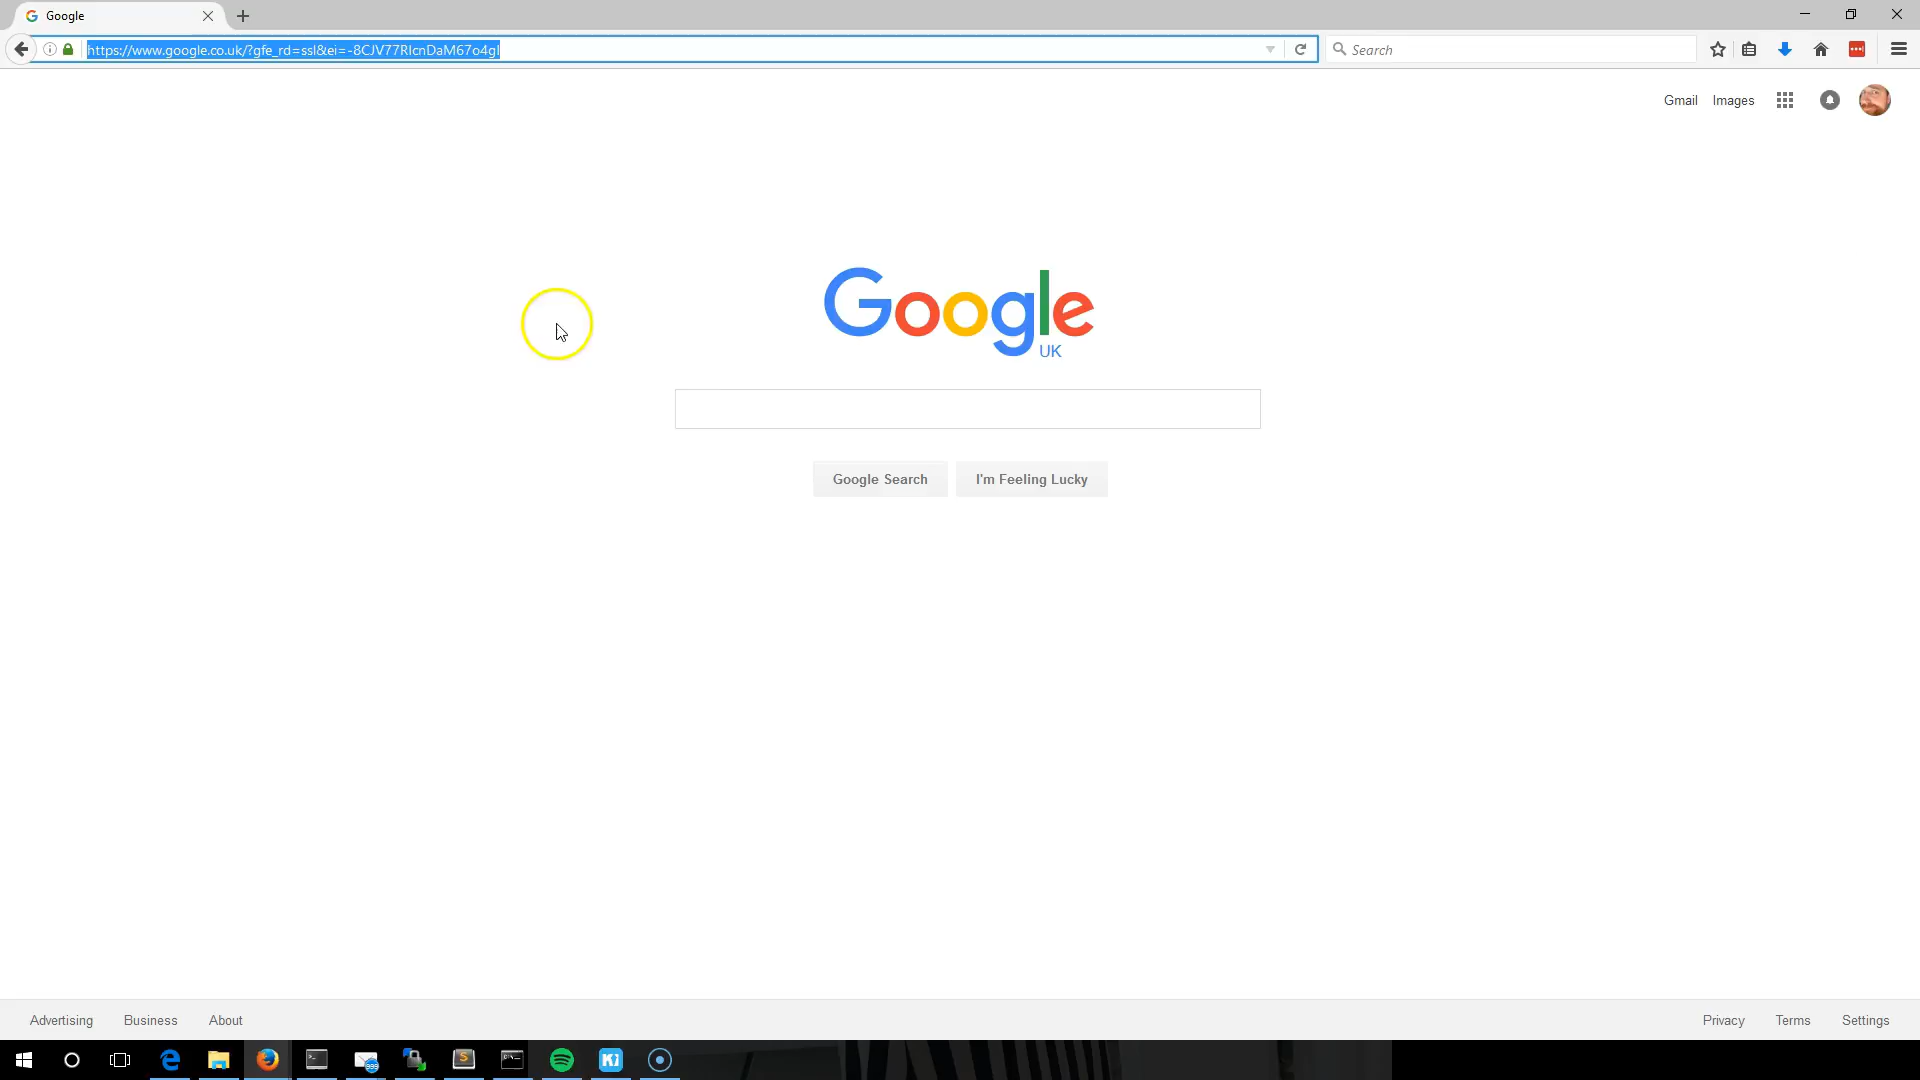 Google
https://www.google.co.uk/?gfe_rd=ssl&ei=-8CJV77RIcnDaM67o4gI
Search
Gmail Images
Google
UK
Google Search I'm Feeling Lucky
Advertising Business About Privacy Terms Settings